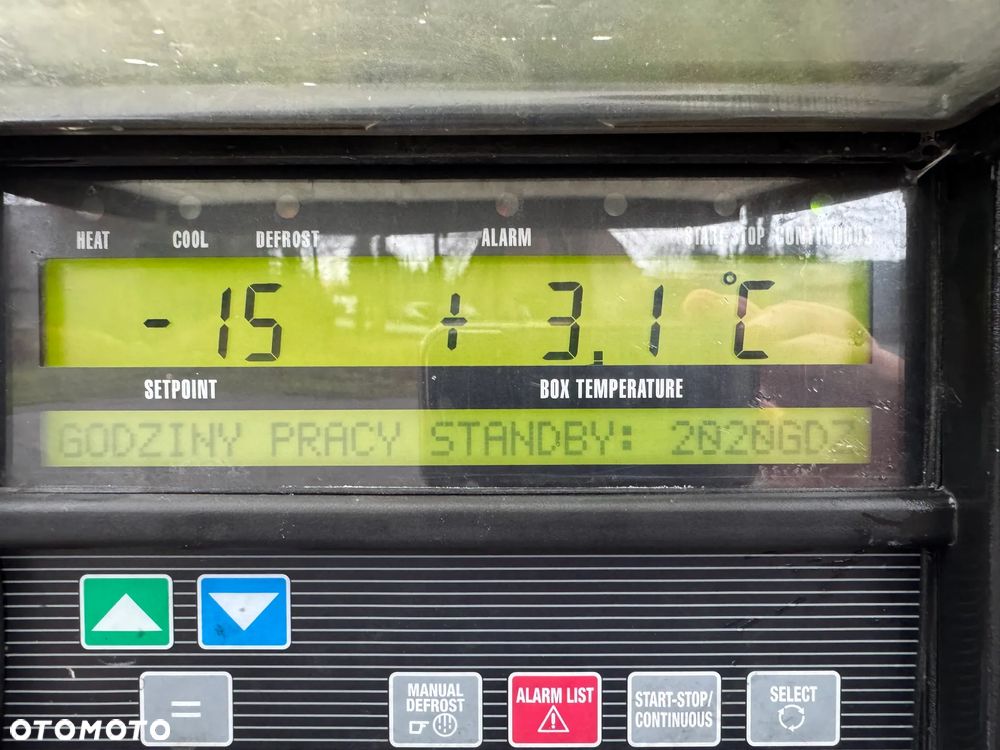 HEAT COOL DEFROST ALARM START-STOP CONTINUOUS
-15 +3.1 °C
SETPOINT BOX TEMPERATURE
GODZINY PRACY STANDBY: 2020GDZ
MANUAL DEFROST
ALARM LIST
START-STOP/
CONTINUOUS
SELECT
=
OTOMOTO